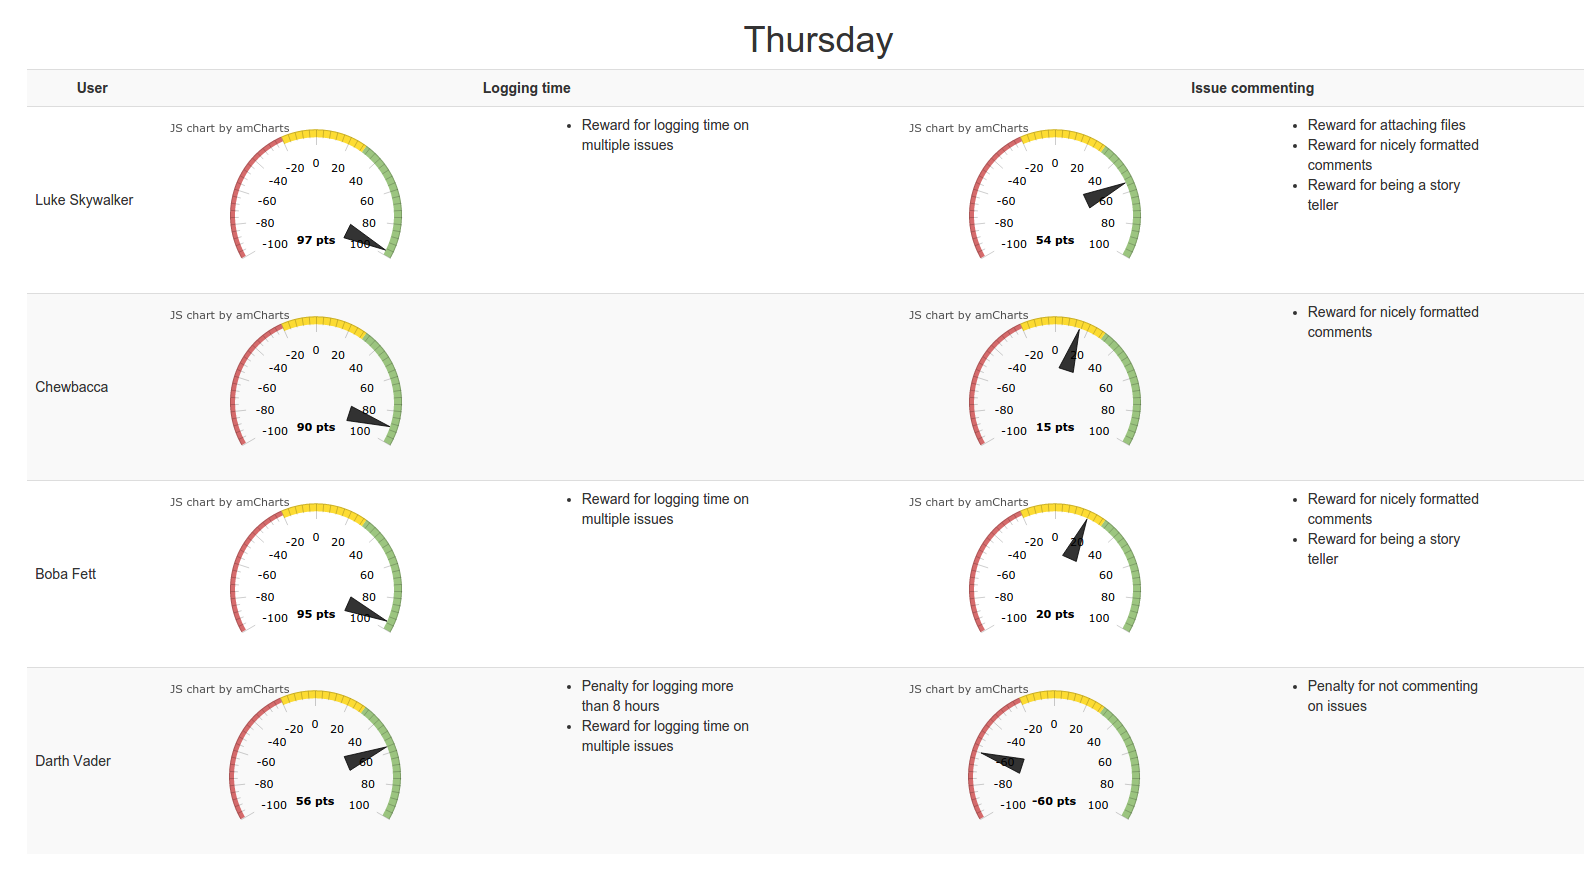 Thursday
User Logging time Issue commenting
Luke Skywalker
JS chart by amCharts
-100 -80 -60 -40 -20 0 20 40 60 80 100
97 pts
Reward for logging time on
multiple issues
JS chart by amCharts
-100 -80 -60 -40 -20 0 20 40 60 80 100
54 pts
Reward for attaching files
Reward for nicely formatted
comments
Reward for being a story
teller
Chewbacca
JS chart by amCharts
-100 -80 -60 -40 -20 0 20 40 60 80 100
90 pts
JS chart by amCharts
-100 -80 -60 -40 -20 0 20 40 60 80 100
15 pts
Reward for nicely formatted
comments
Boba Fett
JS chart by amCharts
-100 -80 -60 -40 -20 0 20 40 60 80 100
95 pts
Reward for logging time on
multiple issues
JS chart by amCharts
-100 -80 -60 -40 -20 0 20 40 60 80 100
20 pts
Reward for nicely formatted
comments
Reward for being a story
teller
Darth Vader
JS chart by amCharts
-100 -80 -60 -40 -20 0 20 40 60 80 100
56 pts
Penalty for logging more
than 8 hours
Reward for logging time on
multiple issues
JS chart by amCharts
-100 -80 -60 -40 -20 0 20 40 60 80 100
-60 pts
Penalty for not commenting
on issues